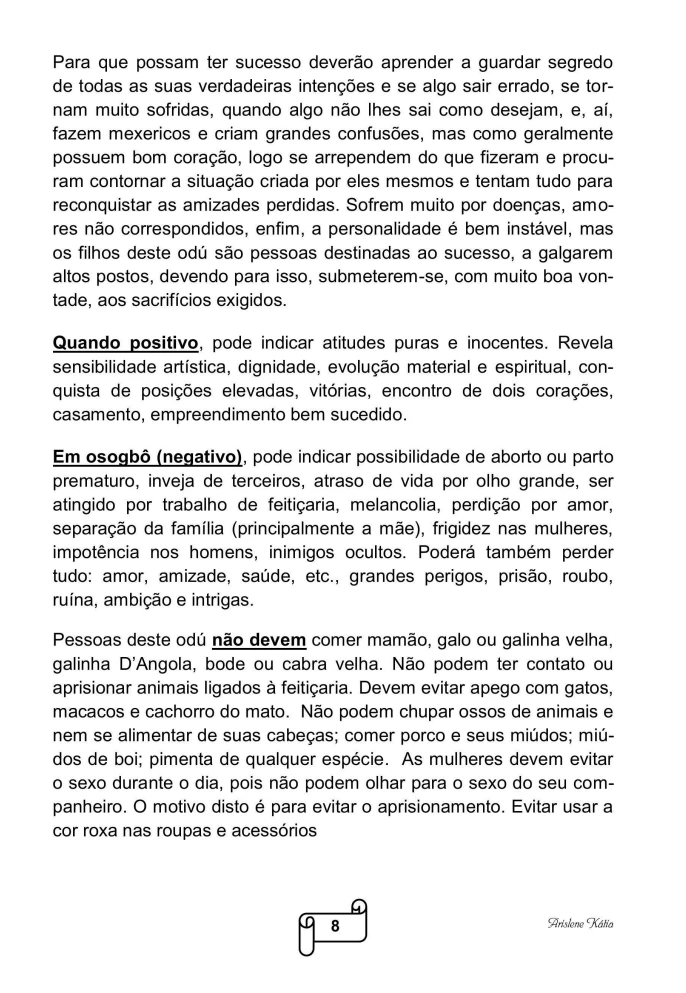 Para que possam ter sucesso deverão aprender a guardar segredo
de todas as suas verdadeiras intenções e se algo sair errado, se tor-
nam muito sofridas, quando algo não lhes sai como desejam, e, aí,
fazem mexericos e criam grandes confusões, mas como geralmente
possuem bom coração, logo se arrependem do que fizeram e procu-
ram contornar a situação criada por eles mesmos e tentam tudo para
reconquistar as amizades perdidas. Sofrem muito por doenças, amo-
res não correspondidos, enfim, a personalidade é bem instável, mas
os filhos deste odú são pessoas destinadas ao sucesso, a galgarem
altos postos, devendo para isso, submeterem-se, com muito boa von-
tade, aos sacrifícios exigidos.
Quando positivo, pode indicar atitudes puras e inocentes. Revela
sensibilidade artística, dignidade, evolução material e espiritual, con-
quista de posições elevadas, vitórias, encontro de dois corações,
casamento, empreendimento bem sucedido.
Em osogbô (negativo), pode indicar possibilidade de aborto ou parto
prematuro, inveja de terceiros, atraso de vida por olho grande, ser
atingido por trabalho de feitiçaria, melancolia, perdição por amor,
separação da família (principalmente a mãe), frigidez nas mulheres,
impotência nos homens, inimigos ocultos. Poderá também perder
tudo: amor, amizade, saúde, etc., grandes perigos, prisão, roubo,
ruína, ambição e intrigas.
Pessoas deste odú não devem comer mamão, galo ou galinha velha,
galinha D’Angola, bode ou cabra velha. Não podem ter contato ou
aprisionar animais ligados à feitiçaria. Devem evitar apego com gatos,
macacos e cachorro do mato. Não podem chupar ossos de animais e
nem se alimentar de suas cabeças; comer porco e seus miúdos; miú-
dos de boi; pimenta de qualquer espécie. As mulheres devem evitar
o sexo durante o dia, pois não podem olhar para o sexo do seu com-
panheiro. O motivo disto é para evitar o aprisionamento. Evitar usar a
cor roxa nas roupas e acessórios
8
Arislene Kátia